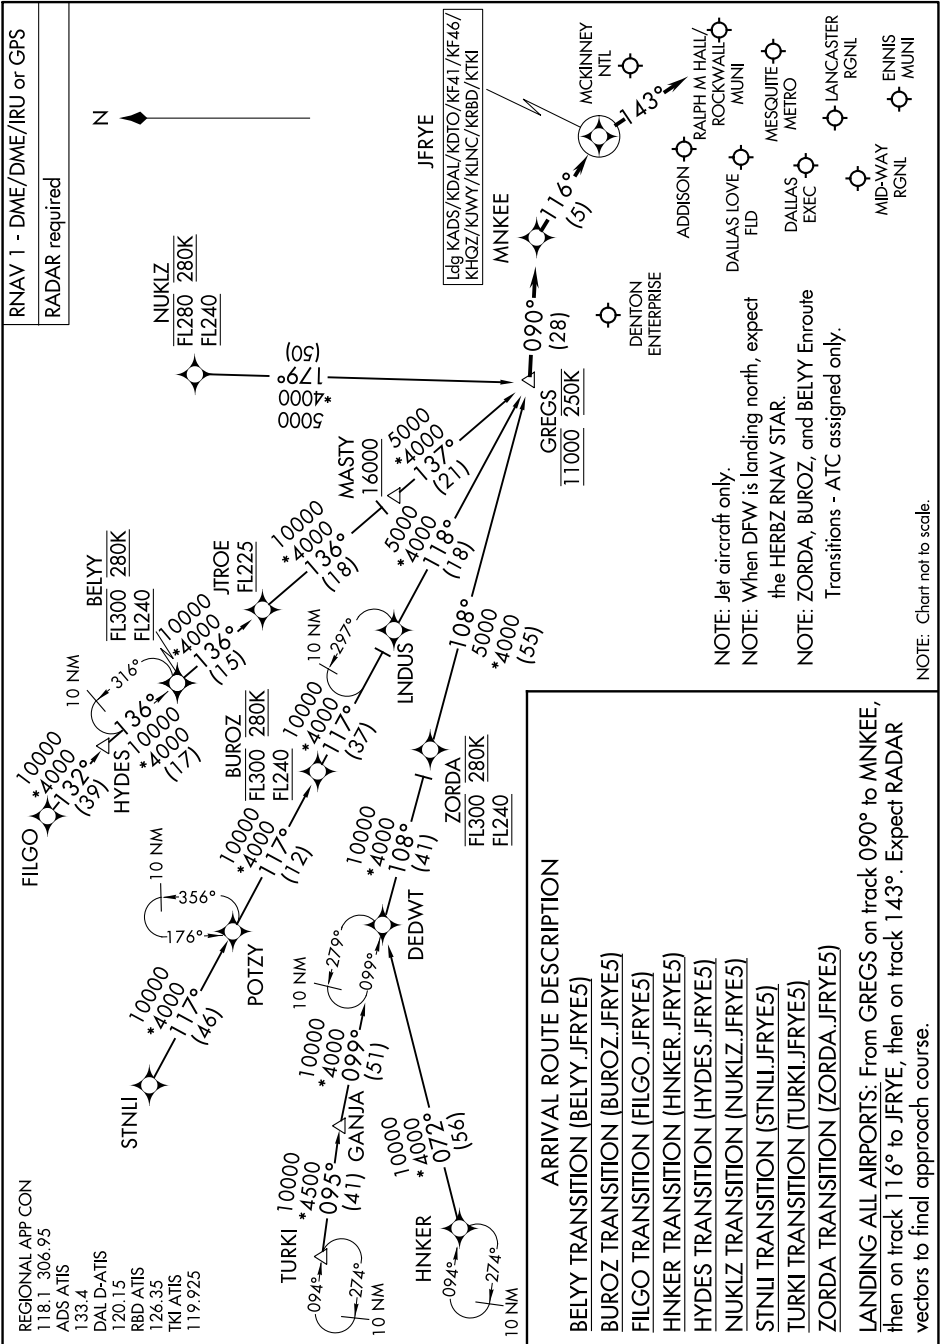 RNAV 1 - DME/DME/IRU or GPS
RADAR required
REGIONAL APP CON
118.1 306.95
ADS ATIS
133.4
DAL D-ATIS
120.15
RBD ATIS
126.35
TKI ATIS
119.925
N
FILGO
10000
*4000
132°
(39)
HYDES
10000
*4000
136°
(17)
10 NM
316°
BELYY
FL300 280K
FL240
10000
*4000
136°
(15)
JTROE
FL225
10000
*4000
136°
(18)
MASTY
16000
5000
*4000
137°
(21)
NUKLZ
FL280 280K
FL240
5000
*4000
179°
(50)
STNLI
10000
*4000
117°
(46)
POTZY
10 NM
356°
176°
10000
*4000
117°
(12)
BUROZ
FL300 280K
FL240
10000
*4000
117°
(37)
10 NM
297°
LNDUS
5000
*4000
118°
(18)
TURKI
10 NM
094°
274°
10000
*4500
095°
(41)
GANJA
10000
*4000
099°
(51)
10 NM
279°
099°
DEDWT
HNKER
10 NM
094°
274°
10000
*4000
072°
(56)
10000
*4000
108°
(41)
ZORDA
FL300 280K
FL240
108°
5000
*4000
(55)
GREGS
11000 250K
090°
(28)
MNKEE
116°
(5)
JFRYE
Ldg KADS/KDAL/KDTO/KF41/KF46/
KHQZ/KJWY/KLNC/KRBD/KTKI
143°
MCKINNEY
NTL
DENTON
ENTERPRISE
ADDISON
RALPH M HALL/
ROCKWALL
MUNI
DALLAS LOVE
FLD
MESQUITE
METRO
DALLAS
EXEC
LANCASTER
RGNL
MID-WAY
RGNL
ENNIS
MUNI
NOTE: Jet aircraft only.
NOTE: When DFW is landing north, expect
the HERBZ RNAV STAR.
NOTE: ZORDA, BUROZ, and BELYY Enroute
Transitions - ATC assigned only.
NOTE: Chart not to scale.
ARRIVAL ROUTE DESCRIPTION
BELYY TRANSITION (BELYY.JFRYE5)
BUROZ TRANSITION (BUROZ.JFRYE5)
FILGO TRANSITION (FILGO.JFRYE5)
HNKER TRANSITION (HNKER.JFRYE5)
HYDES TRANSITION (HYDES.JFRYE5)
NUKLZ TRANSITION (NUKLZ.JFRYE5)
STNLI TRANSITION (STNLI.JFRYE5)
TURKI TRANSITION (TURKI.JFRYE5)
ZORDA TRANSITION (ZORDA.JFRYE5)
LANDING ALL AIRPORTS: From GREGS on track 090° to MNKEE,
then on track 116° to JFRYE, then on track 143°. Expect RADAR
vectors to final approach course.